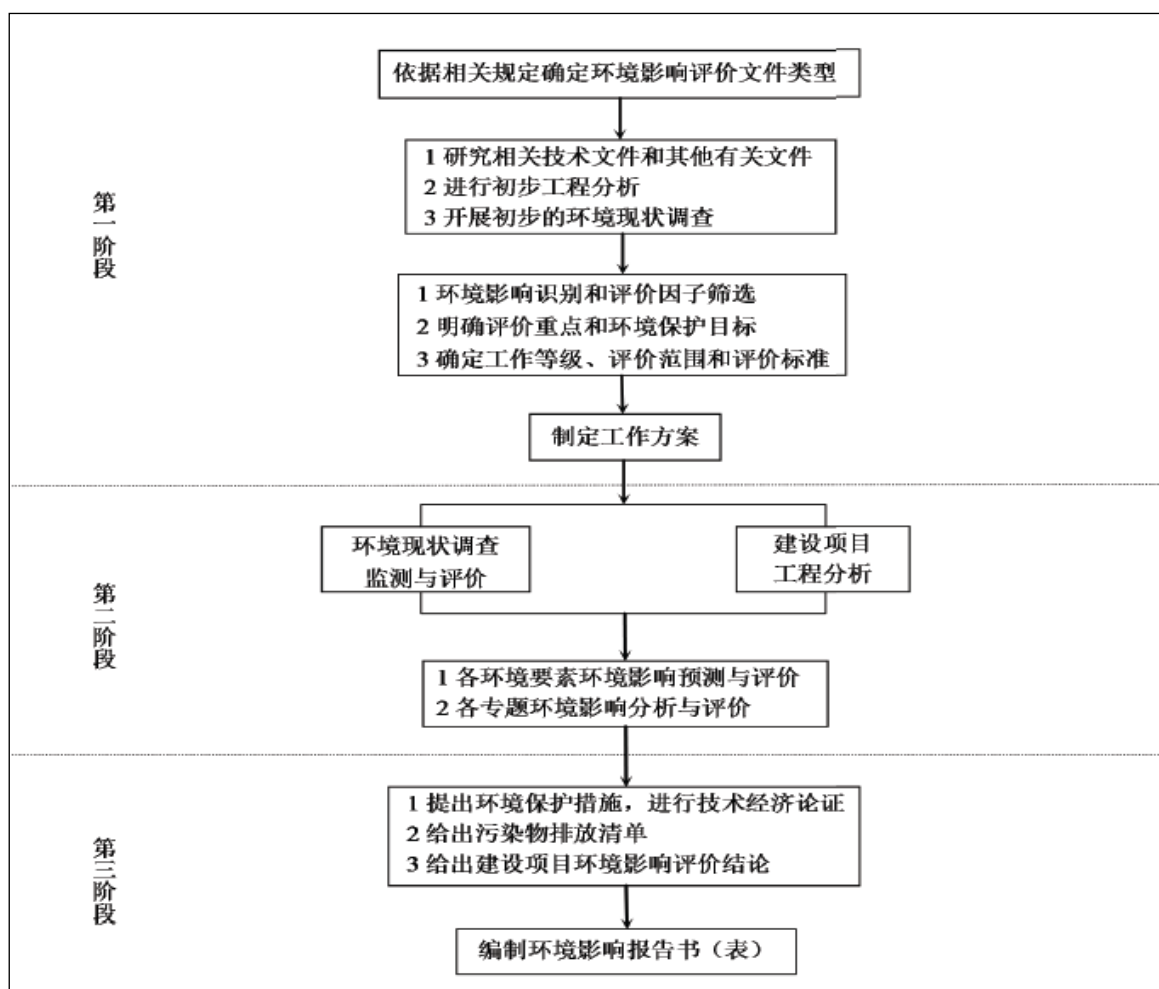 依据相关规定确定环境影响评价文件类型
1 研究相关技术文件和其他有关文件
2 进行初步工程分析
3 开展初步的环境现状调查
第一阶段
1 环境影响识别和评价因子筛选
2 明确评价重点和环境保护目标
3 确定工作等级、评价范围和评价标准
制定工作方案
环境现状调查
监测与评价
建设项目
工程分析
第二阶段
1 各环境要素环境影响预测与评价
2 各专题环境影响分析与评价
1 提出环境保护措施，进行技术经济论证
2 给出污染物排放清单
3 给出建设项目环境影响评价结论
第三阶段
编制环境影响报告书（表）